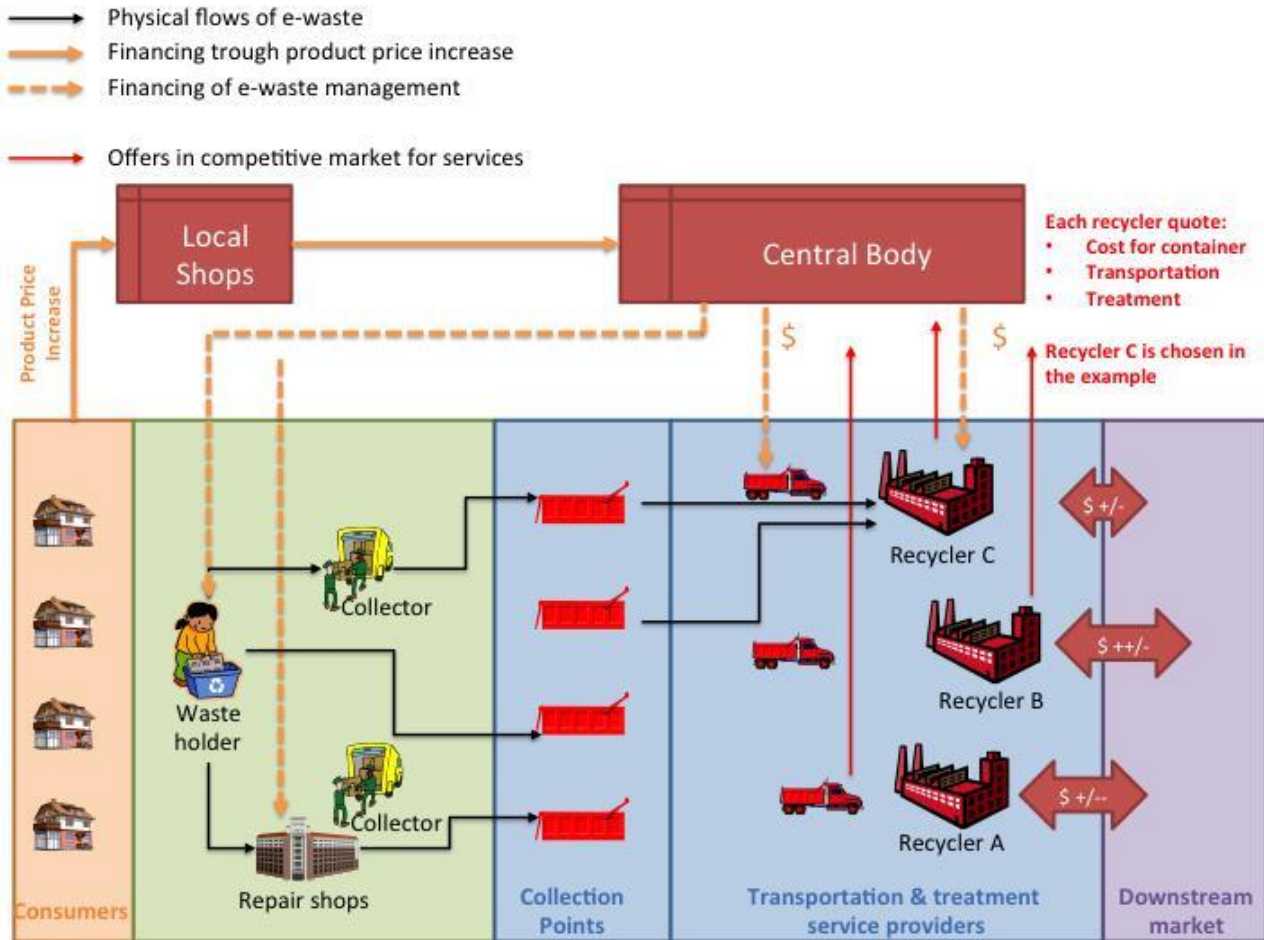 Physical flows of e-waste
Financing trough product price increase
Financing of e-waste management
Offers in competitive market for services
Local
Shops
Central Body
Each recycler quote:
• Cost for container
• Transportation
• Treatment
Recycler C is chosen in
the example
Product Price
Increase
$
$
Collector
Waste
holder
Collector
Repair shops
Recycler C
Recycler B
Recycler A
$ +/-
$ ++/-
$ +/--
Consumers
Collection
Points
Transportation & treatment
service providers
Downstream
market